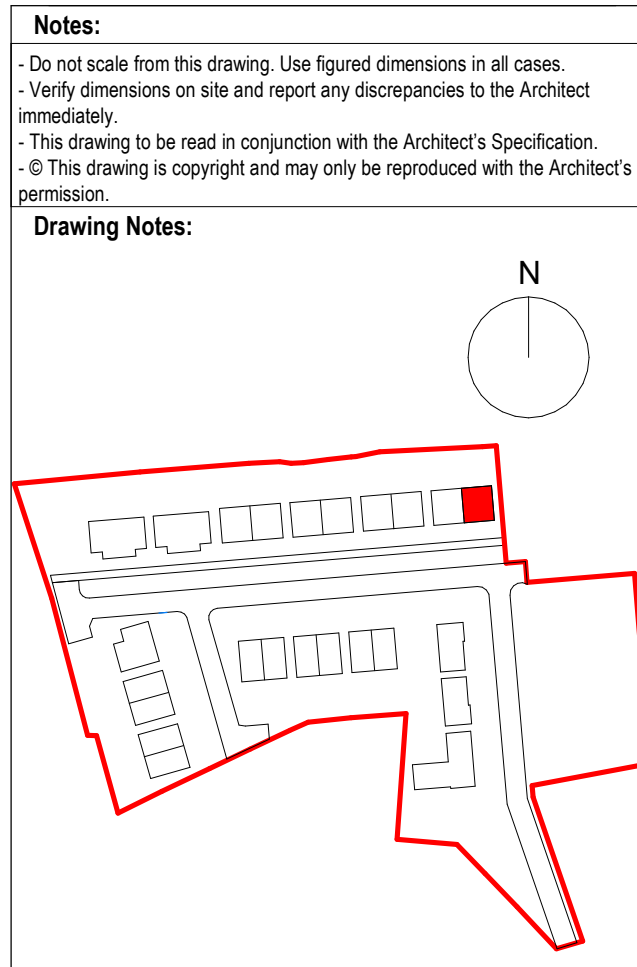 Notes:
- Do not scale from this drawing. Use figured dimensions in all cases.
- Verify dimensions on site and report any discrepancies to the Architect
immediately.
- This drawing to be read in conjunction with the Architect's Specification.
- © This drawing is copyright and may only be reproduced with the Architect's
permission.
Drawing Notes:
N